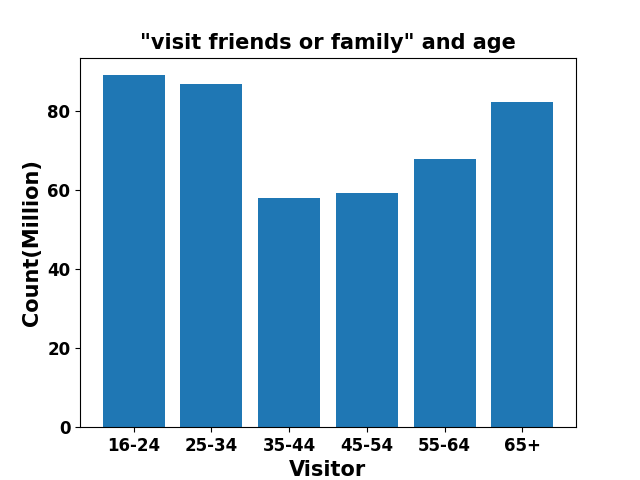 "visit friends or family" and age
Count(Million)
80
60
40
20
0
16-24 25-34 35-44 45-54 55-64 65+
Visitor